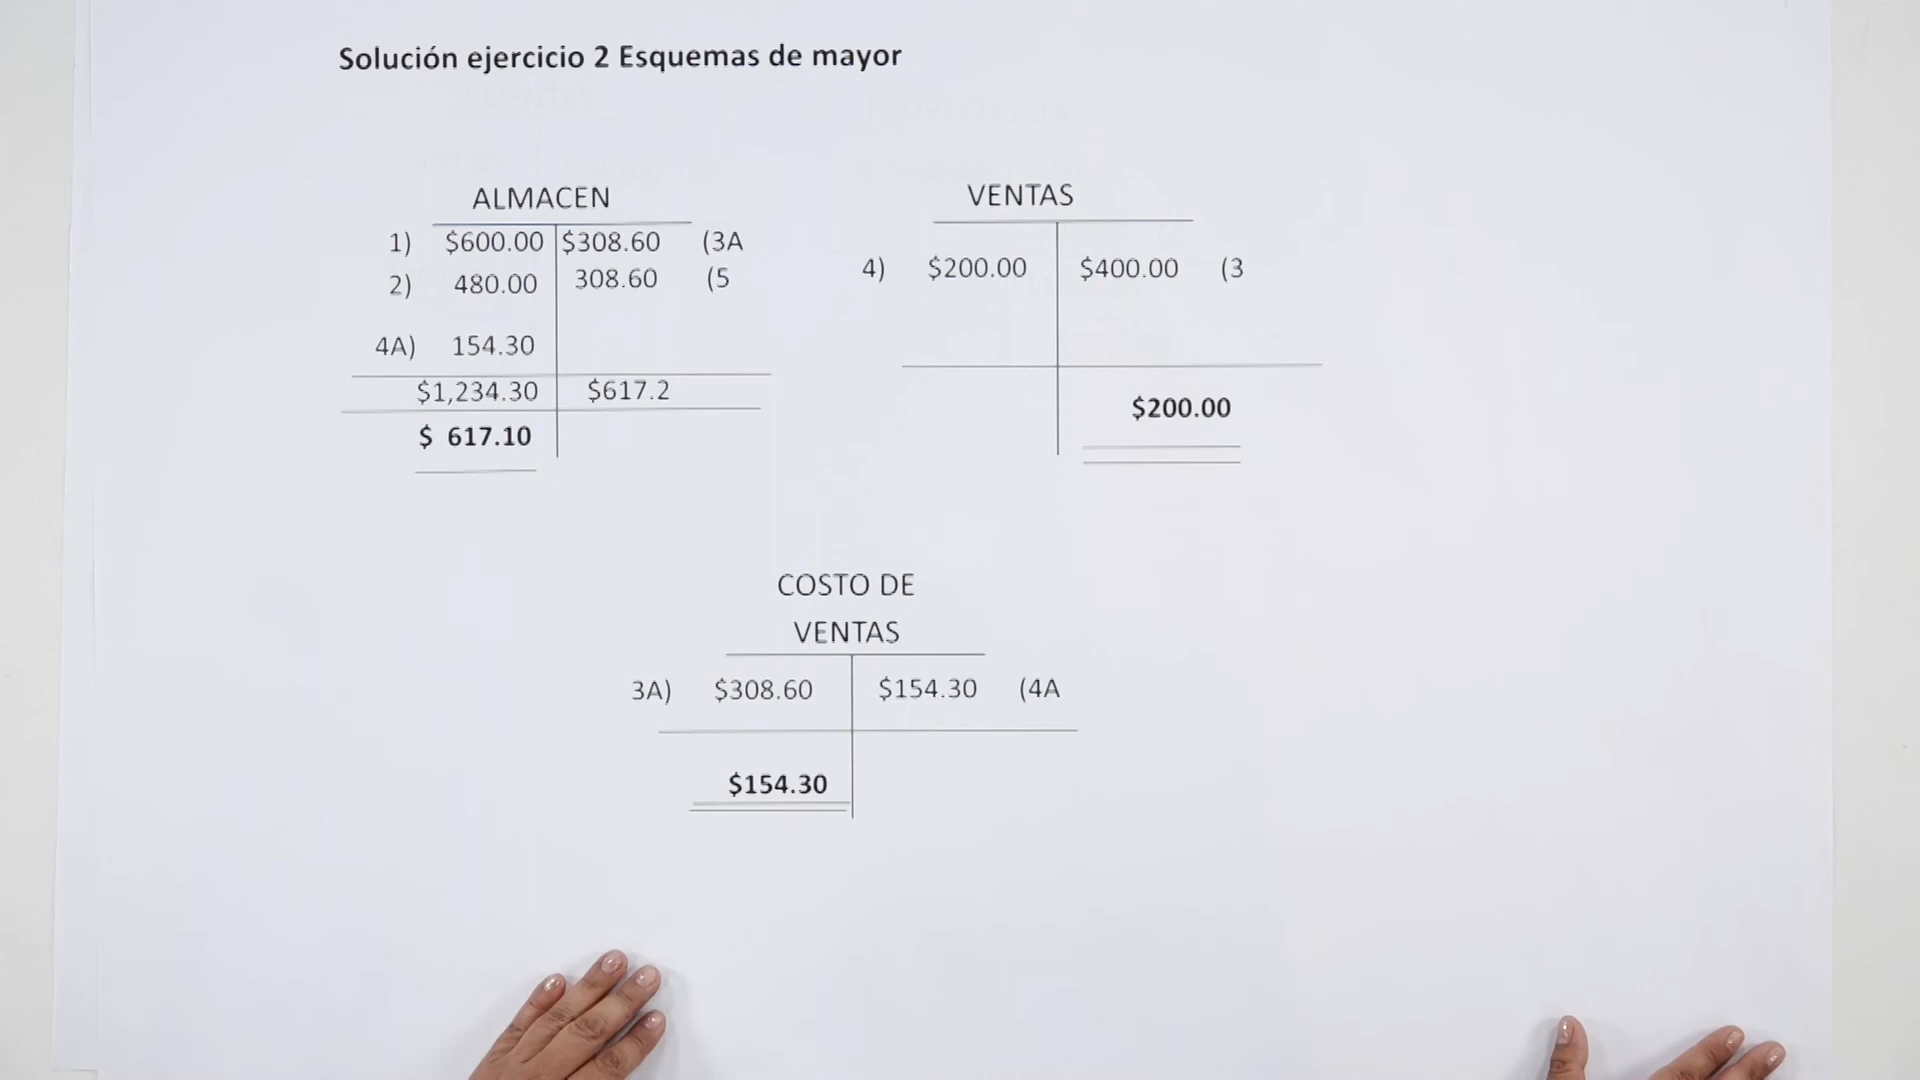 Solución ejercicio 2 Esquemas de mayor
ALMACEN
1) $600.00 $308.60 (3A
2) 480.00 308.60 (5
4A) 154.30
$1,234.30 $617.2
$ 617.10
VENTAS
4) $200.00 $400.00 (3
$200.00
COSTO DE
VENTAS
3A) $308.60 $154.30 (4A
$154.30